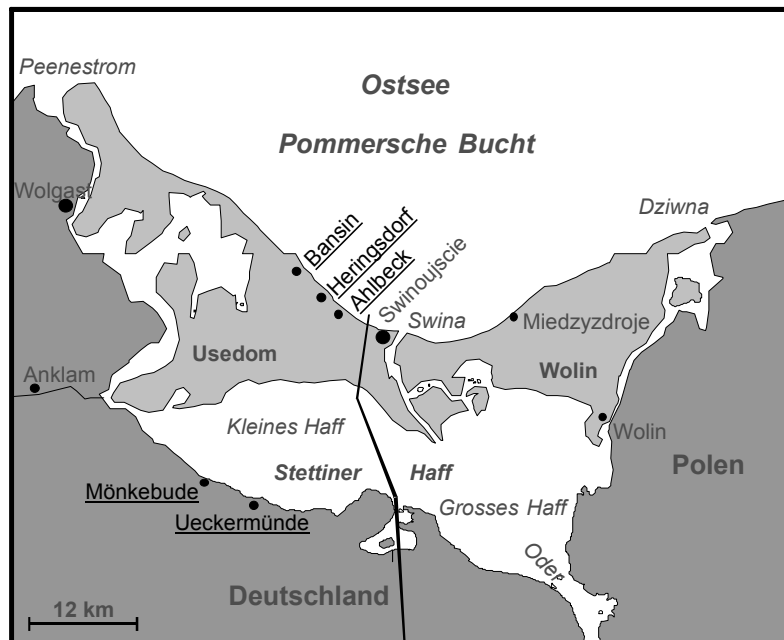 Peenestrom
Ostsee
Pommersche Bucht
Wolgast
Dziwna
Bansin
Heringsdorf
Ahlbeck
Swinoujscie
Swina
Miedzyzdroje
Usedom
Wolin
Anklam
Kleines Haff
Wolin
Stettiner Haff
Polen
Mönkebude
Grosses Haff
Ueckermünde
Oder
Deutschland
12 km